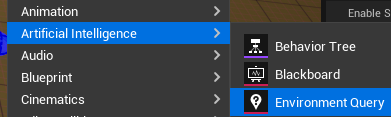 Animation
Artificial Intelligence
Audio
Blueprint
Cinematics
Enable S
Behavior Tree
Blackboard
Environment Query